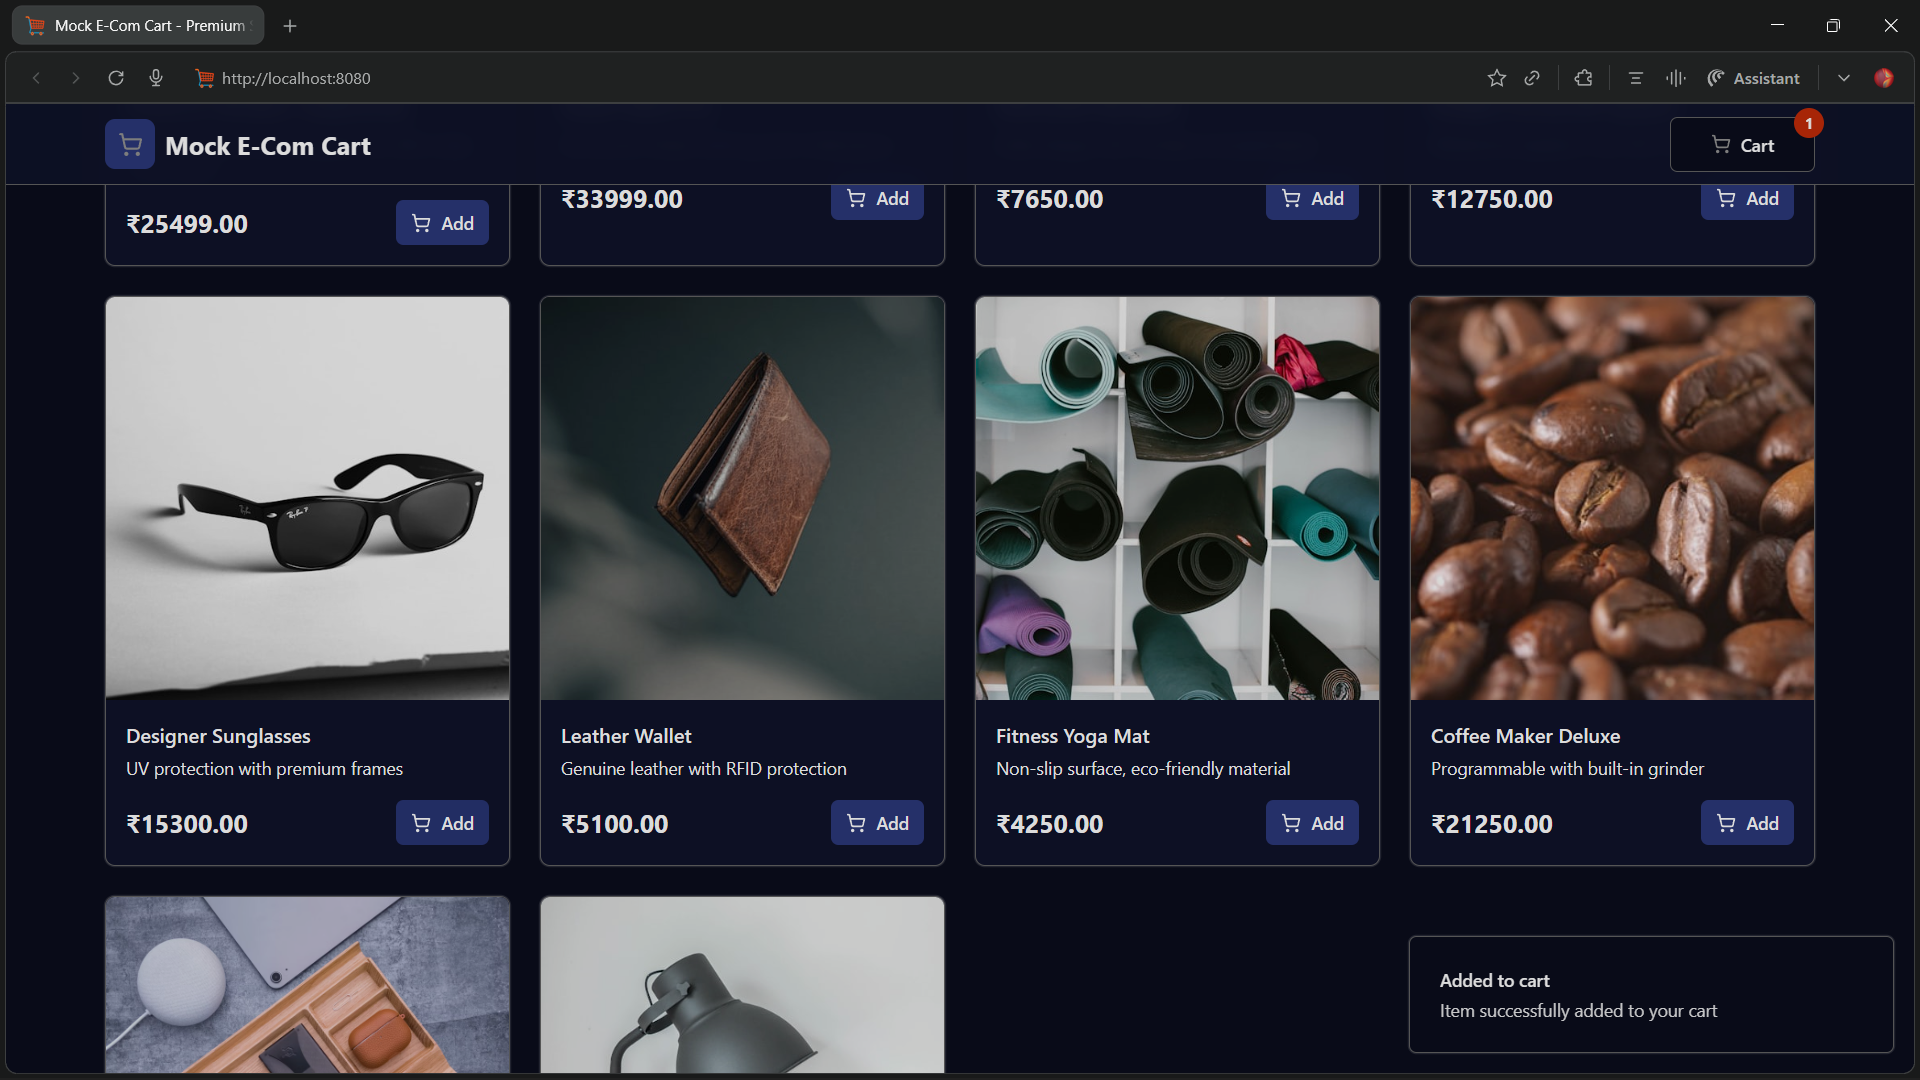 Mock E-Com Cart - Premium
http://localhost:8080
Assistant
Mock E-Com Cart
Cart
1
₹25499.00
Add
₹33999.00
Add
₹7650.00
Add
₹12750.00
Add
Ray-Ban P
Designer Sunglasses
UV protection with premium frames
₹15300.00
Add
Leather Wallet
Genuine leather with RFID protection
₹5100.00
Add
Fitness Yoga Mat
Non-slip surface, eco-friendly material
₹4250.00
Add
Coffee Maker Deluxe
Programmable with built-in grinder
₹21250.00
Add
Added to cart
Item successfully added to your cart